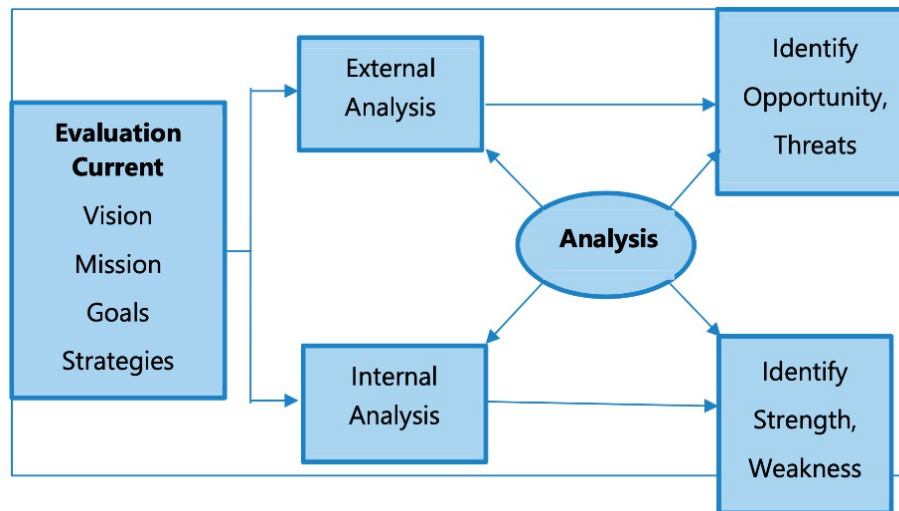 Evaluation
Current
Vision
Mission
Goals
Strategies
External
Analysis
Identify
Opportunity,
Threats
Analysis
Internal
Analysis
Identify
Strength,
Weakness